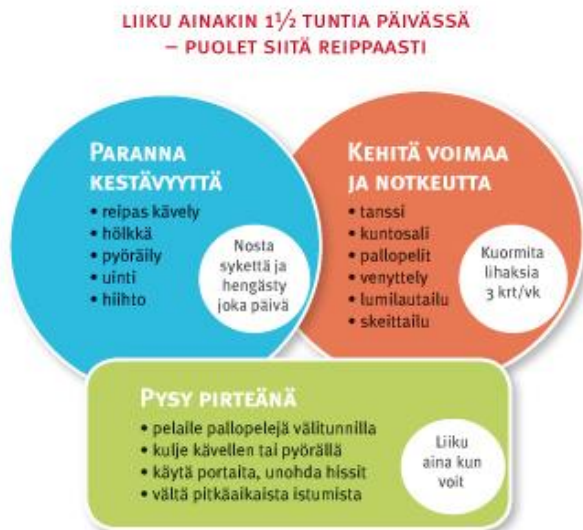 LIIKU AINAKIN 1½ TUNTIA PÄIVÄSSÄ
– PUOLET SIITÄ REIPPAASTI
PARANNA
KESTÄVYYTTÄ
• reipas kävely
• hölkkä
• pyöräily
• uinti
• hiihto
Nosta
sykettä ja
hengästy
joka päivä
KEHITÄ VOIMAA
JA NOTKEUTTA
• tanssi
• kuntosali
• pallopelit
• venyttely
• lumilautailu
• skeittailu
Kuormita
lihaksia
3 krt/vk
PYSY PIRTEÄNÄ
• pelaile pallopelejä välitunnilla
• kulje kävellen tai pyörällä
• käytä portaita, unohda hissit
• vältä pitkäaikaista istumista
Liiku
aina kun
voit